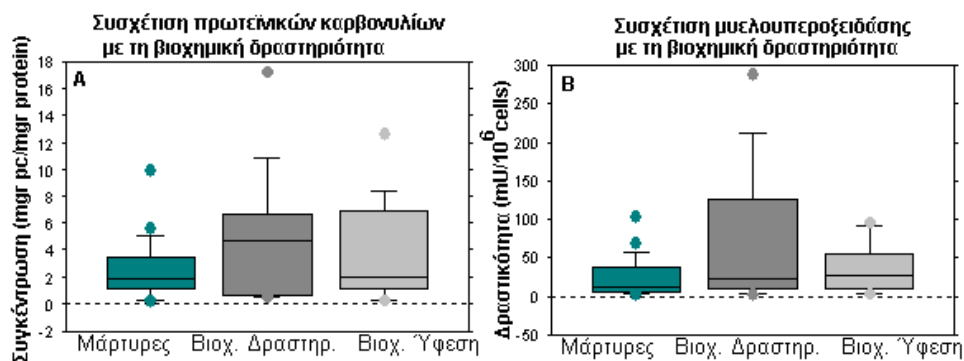 Συσχέτιση πρωτεϊνικών καρβονυλίων
με τη βιοχημική δραστηριότητα
Συγκέντρωση (mgr pc/mgr protein)
A
18
16
14
12
10
8
6
4
2
0
-2
Μάρτυρες
Βιοχ. Δραστηρ.
Βιοχ. Ύφεση
Συσχέτιση μυελουπεροξειδάσης
με τη βιοχημική δραστηριότητα
Δραστικότητα (mU/10⁶cells)
B
300
250
200
150
100
50
0
-50
Μάρτυρες
Βιοχ. Δραστηρ.
Βιοχ. Ύφεση